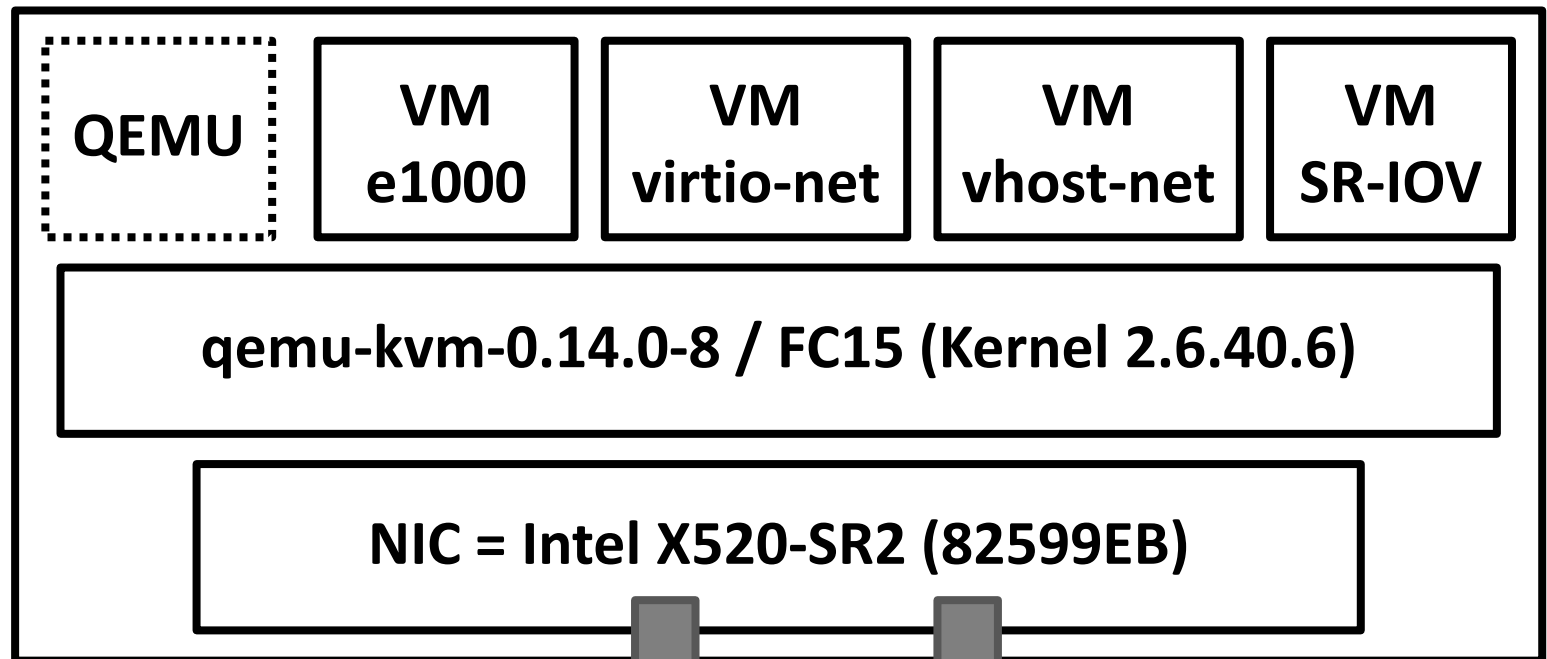 QEMU
VM
e1000
VM
virtio-net
VM
vhost-net
VM
SR-IOV
qemu-kvm-0.14.0-8 / FC15 (Kernel 2.6.40.6)
NIC = Intel X520-SR2 (82599EB)